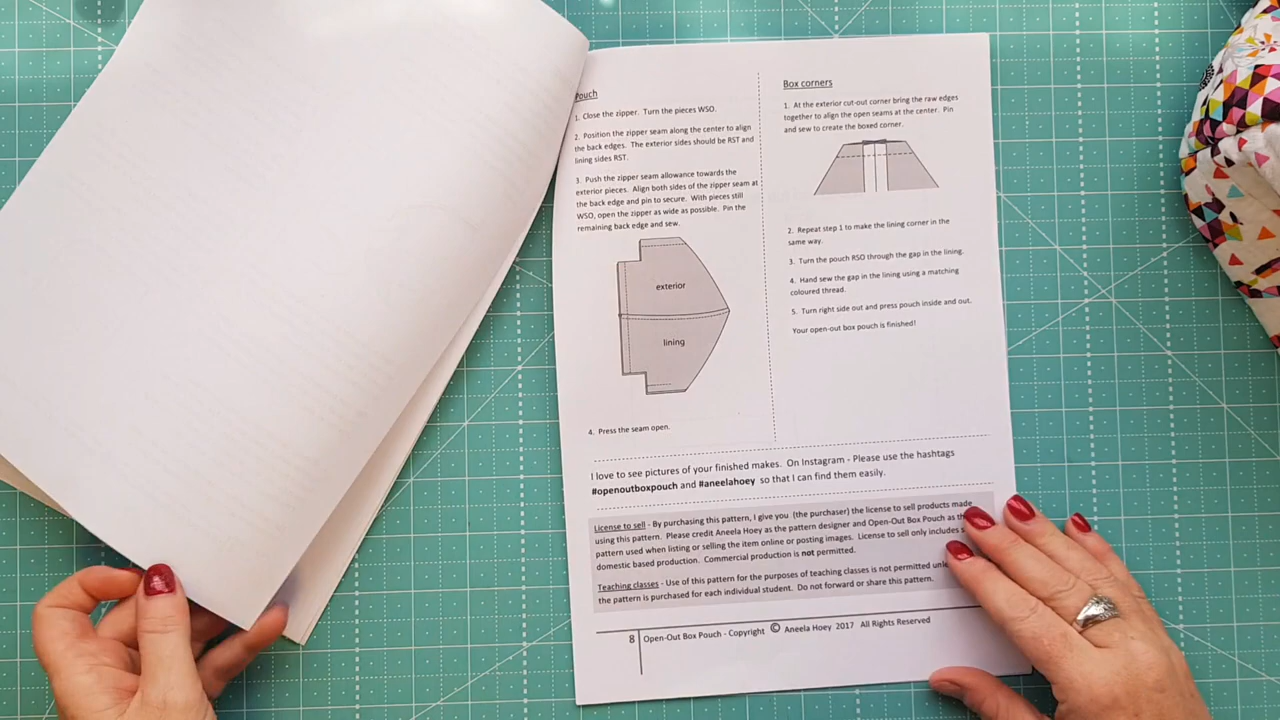 Pouch
1. Close the zipper. Turn the pieces WSO.
2. Position the zipper seam along the center to align
the back edges. The exterior sides should be RST and
lining sides RST.
3. Push the zipper seam allowance towards the
exterior pieces. Align both sides of the zipper seam at
the back edge and pin to secure. With pieces still
WSO, open the zipper as wide as possible. Pin the
remaining back edge and sew.
exterior
lining
4. Press the seam open.
Box corners
1. At the exterior cut-out corner bring the raw edges
together to align the open seams at the center. Pin
and sew to create the boxed corner.
2. Repeat step 1 to make the lining corner in the
same way.
3. Turn the pouch RSO through the gap in the lining.
4. Hand sew the gap in the lining using a matching
coloured thread.
5. Turn right side out and press pouch inside and out.
Your open-out box pouch is finished!
I love to see pictures of your finished makes. On Instagram - Please use the hashtags
#openoutboxpouch and #aneelahoey so that I can find them easily.
License to sell - By purchasing this pattern, I give you (the purchaser) the license to sell products made
using this pattern. Please credit Aneela Hoey as the pattern designer and Open-Out Box Pouch as
pattern used when listing or selling the item online or posting images. License to sell only includes
domestic based production. Commercial production is not permitted.
Teaching classes - Use of this pattern for the purposes of teaching classes is not permitted
the pattern is purchased for each individual student. Do not forward or share this pattern.
8 Open-Out Box Pouch - Copyright © Aneela Hoey 2017 All Rights Reserved